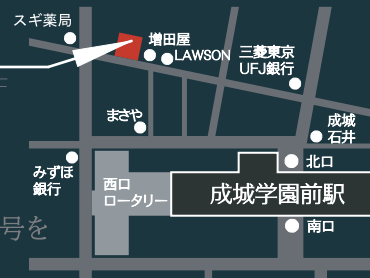 スギ薬局
増田屋
LAWSON
三菱東京
UFJ銀行
まさや
成城
石井
みずほ
銀行
西口
ロータリー
北口
成城学園前駅
南口
号を